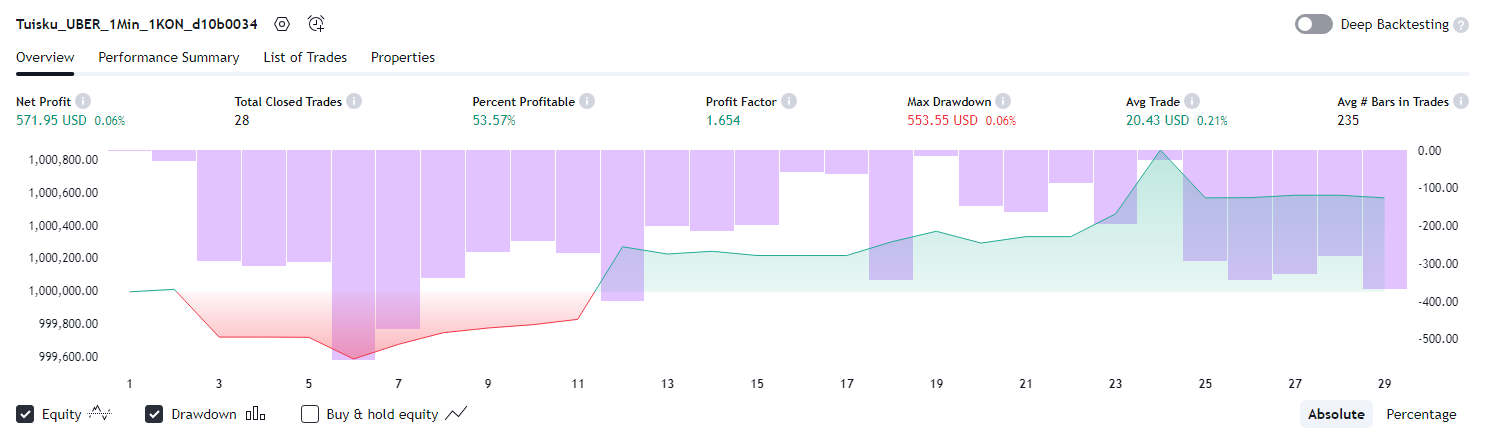 Tuisku_UBER_1Min_1KON_d10b0034 Deep Backtesting ?
Overview Performance Summary List of Trades Properties
Net Profit i Total Closed Trades i Percent Profitable i Profit Factor i Max Drawdown i Avg Trade i Avg # Bars in Trades i
571.95 USD 0.06% 28 53.57% 1.654 553.55 USD 0.06% 20.43 USD 0.21% 235
1,000,800.00 0.00
1,000,600.00 -100.00
1,000,400.00 -200.00
1,000,200.00 -300.00
1,000,000.00 -400.00
999,800.00 -500.00
999,600.00
1 3 5 7 9 11 13 15 17 19 21 23 25 27 29
Equity Drawdown Buy & hold equity Absolute Percentage